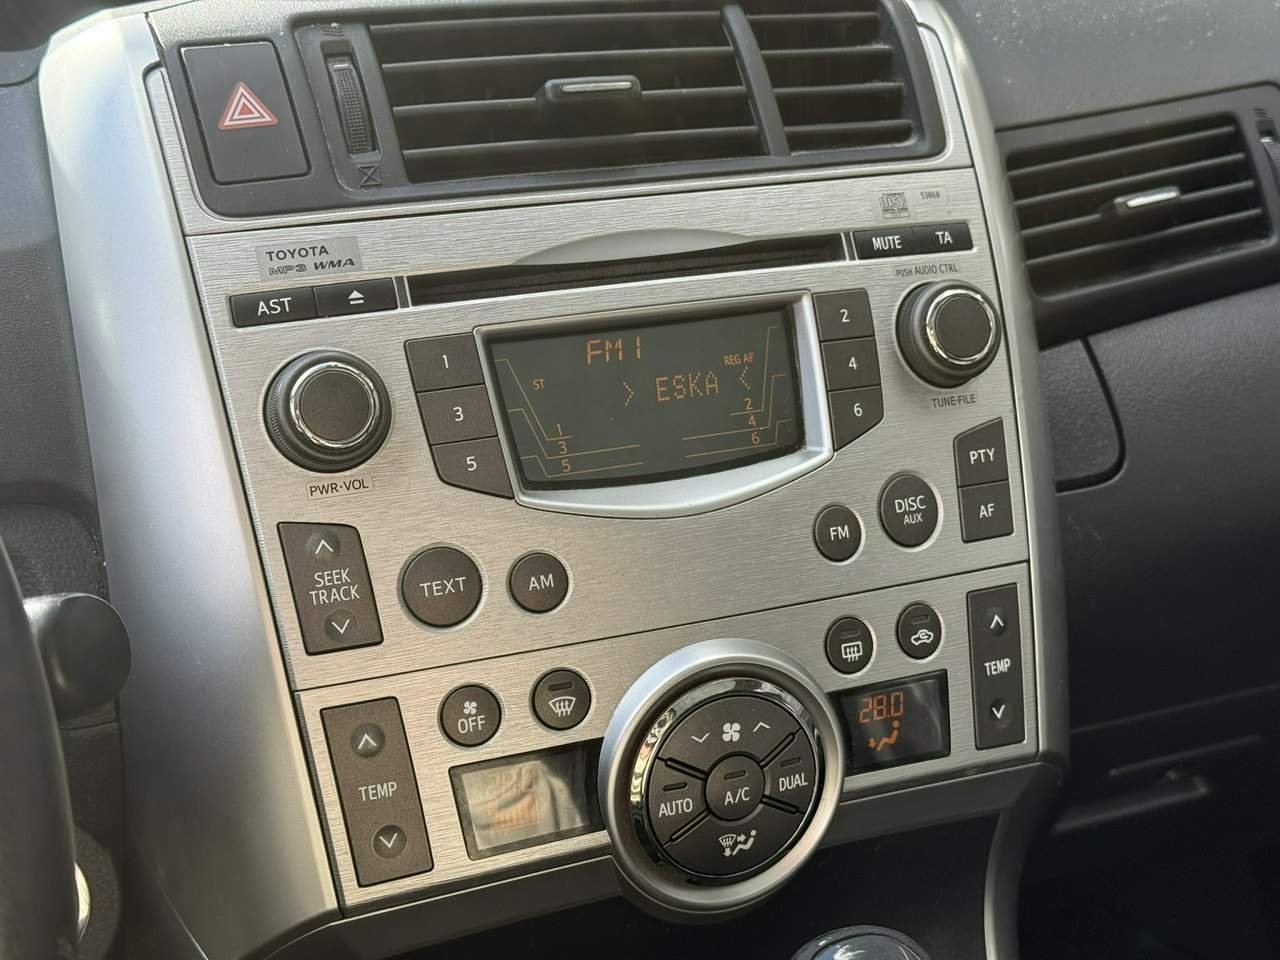 disc
53868
TOYOTA
MP3 WMA
MUTE TA
PUSH AUDIO CTRL
AST
1
2
FM1
REG AF
ST
ESKA
3
4
1
2
3
4
5
6
5
6
TUNE·FILE
PWR·VOL
PTY
DISC
AUX
AF
FM
SEEK
TRACK
TEXT
AM
OFF
TEMP
28.0
TEMP
AUTO
A/C
DUAL